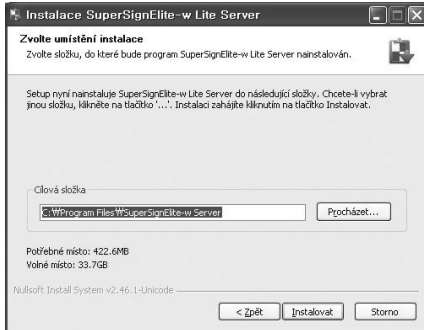 Instalace SuperSignElite-w Lite Server
Zvolte umístění instalace
Zvolte složku, do které bude program SuperSignElite-w Lite Server nainstalován.
Setup nyní nainstaluje SuperSignElite-w Lite Server do následující složky. Chcete-li vybrat
jinou složku, klikněte na tlačítko '...'. Instalaci zahájíte kliknutím na tlačítko Instalovat.
Cílová složka
C:₩Program Files₩SuperSignElite-w Server
Procházet...
Potřebné místo: 422.6MB
Volné místo: 33.7GB
Nullsoft Install System v2.46.1-Unicode
< Zpět
Instalovat
Storno